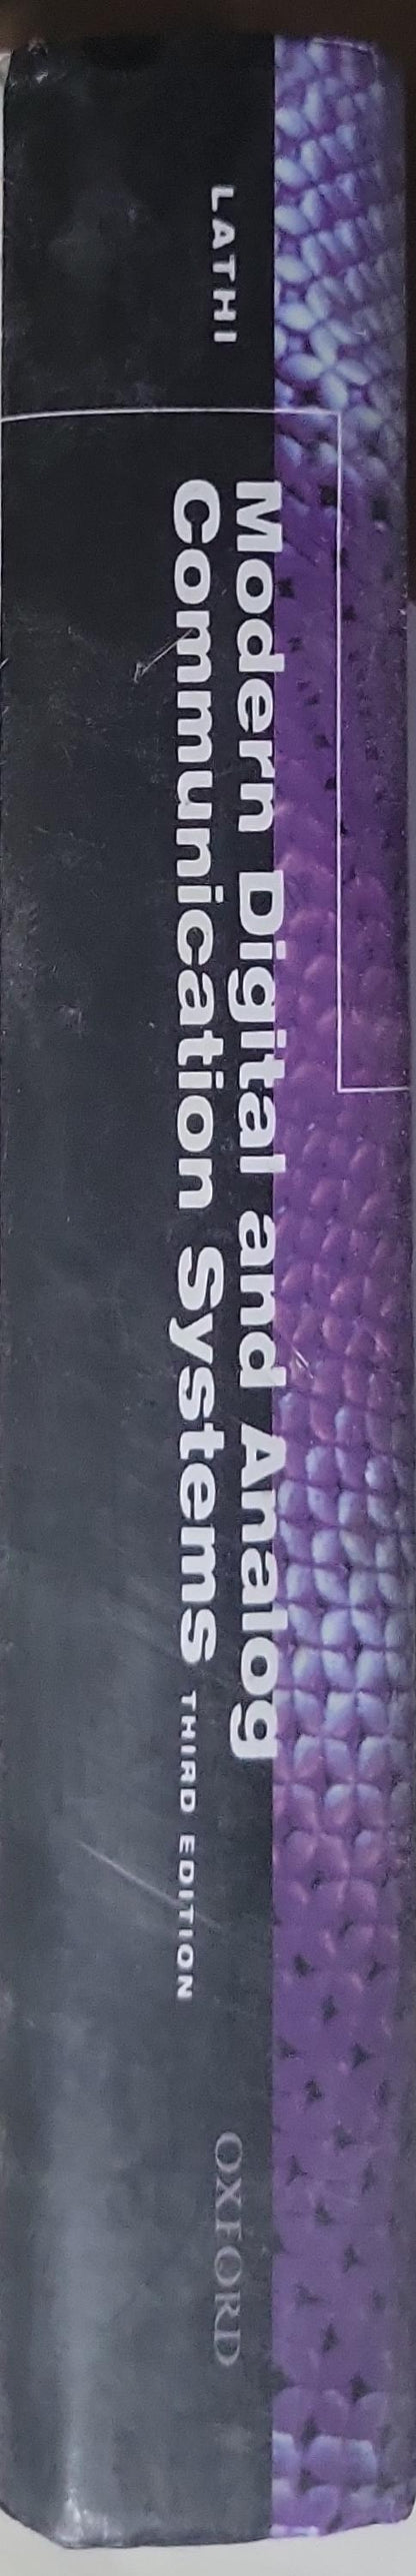 LATHI
Modern Digital and Analog
Communication Systems THIRD EDITION
OXFORD